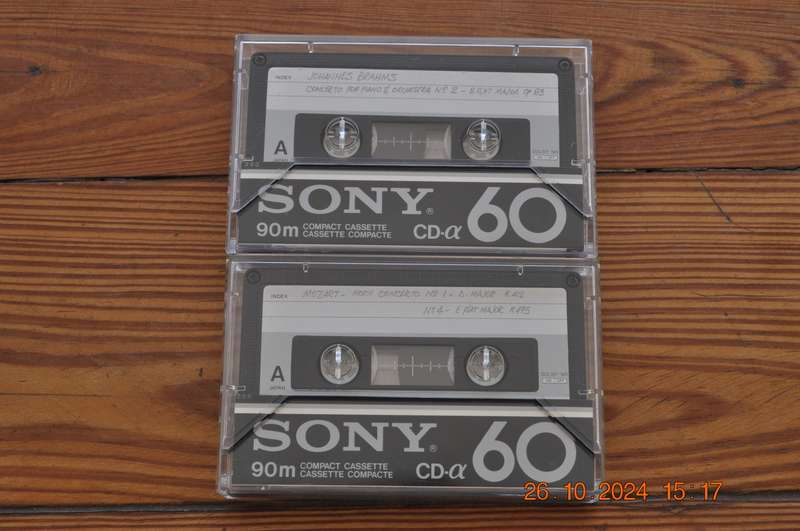 INDEX
JOHANNES BRAHMS
CONCERTO FOR PIANO & ORCHESTRA Nº 2 - B FLAT MAJOR OP 83
A
SONY®
60
90m
COMPACT CASSETTE
CASSETTE COMPACTE
CD-α
INDEX
MOZART - HORN CONCERTO Nº 1 - D MAJOR K412
Nº 4 - E FLAT MAJOR K495
A
JAPAN
DOLBY NR
SONY®
60
90m
COMPACT CASSETTE
CASSETTE COMPACTE
CD-α
26.10.2024 15:17